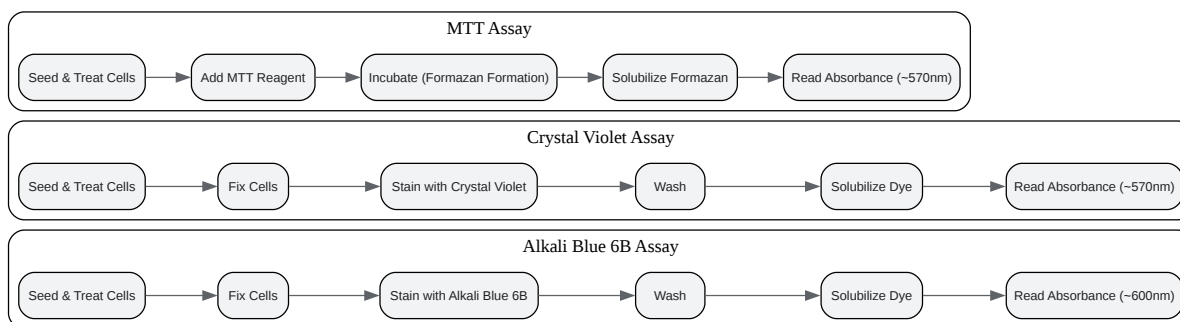 MTT Assay
Seed & Treat Cells
Add MTT Reagent
Incubate (Formazan Formation)
Solubilize Formazan
Read Absorbance (~570nm)
Crystal Violet Assay
Seed & Treat Cells
Fix Cells
Stain with Crystal Violet
Wash
Solubilize Dye
Read Absorbance (~570nm)
Alkali Blue 6B Assay
Seed & Treat Cells
Fix Cells
Stain with Alkali Blue 6B
Wash
Solubilize Dye
Read Absorbance (~600nm)